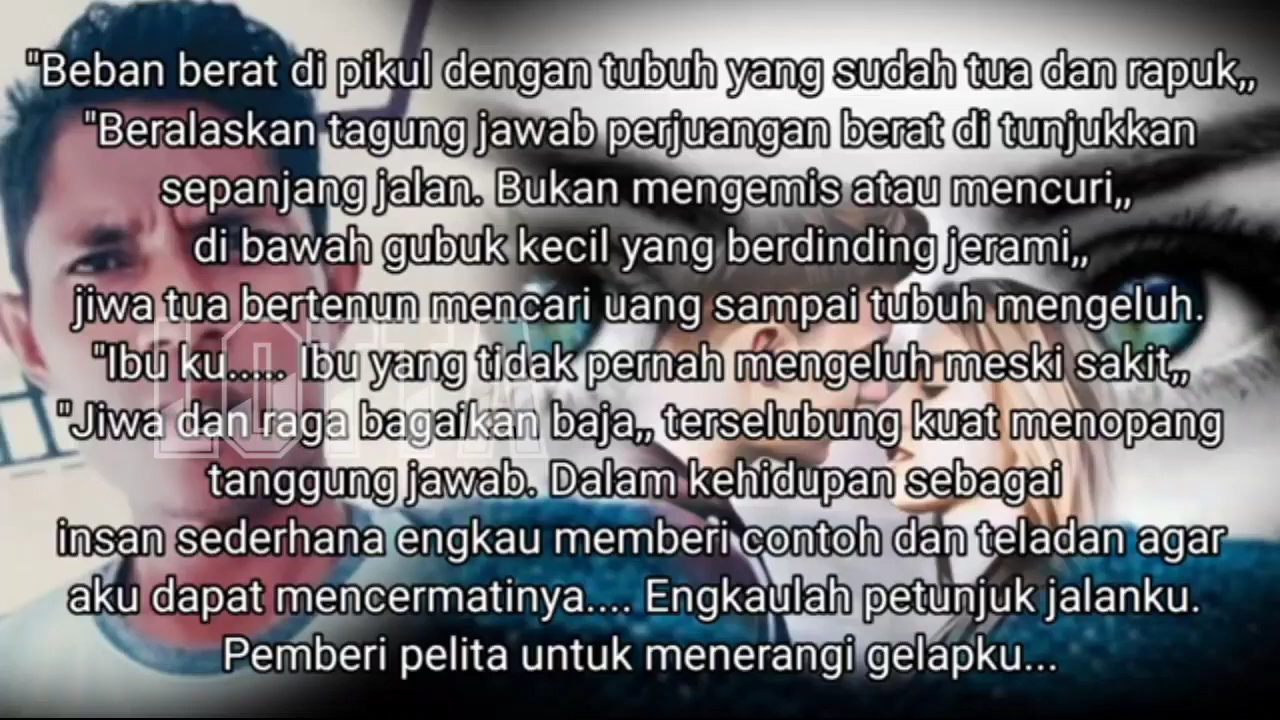 "Beban berat di pikul dengan tubuh yang sudah tua dan rapuk,,
"Beralaskan tagung jawab perjuangan berat di tunjukkan
sepanjang jalan. Bukan mengemis atau mencuri,,
di bawah gubuk kecil yang berdinding jerami,,
jiwa tua bertenun mencari uang sampai tubuh mengeluh.
"Ibu ku..... Ibu yang tidak pernah mengeluh meski sakit,,
"Jiwa dan raga bagaikan baja,, terselubung kuat menopang
tanggung jawab. Dalam kehidupan sebagai
insan sederhana engkau memberi contoh dan teladan agar
aku dapat mencermatinya.... Engkaulah petunjuk jalanku.
Pemberi pelita untuk menerangi gelapku...